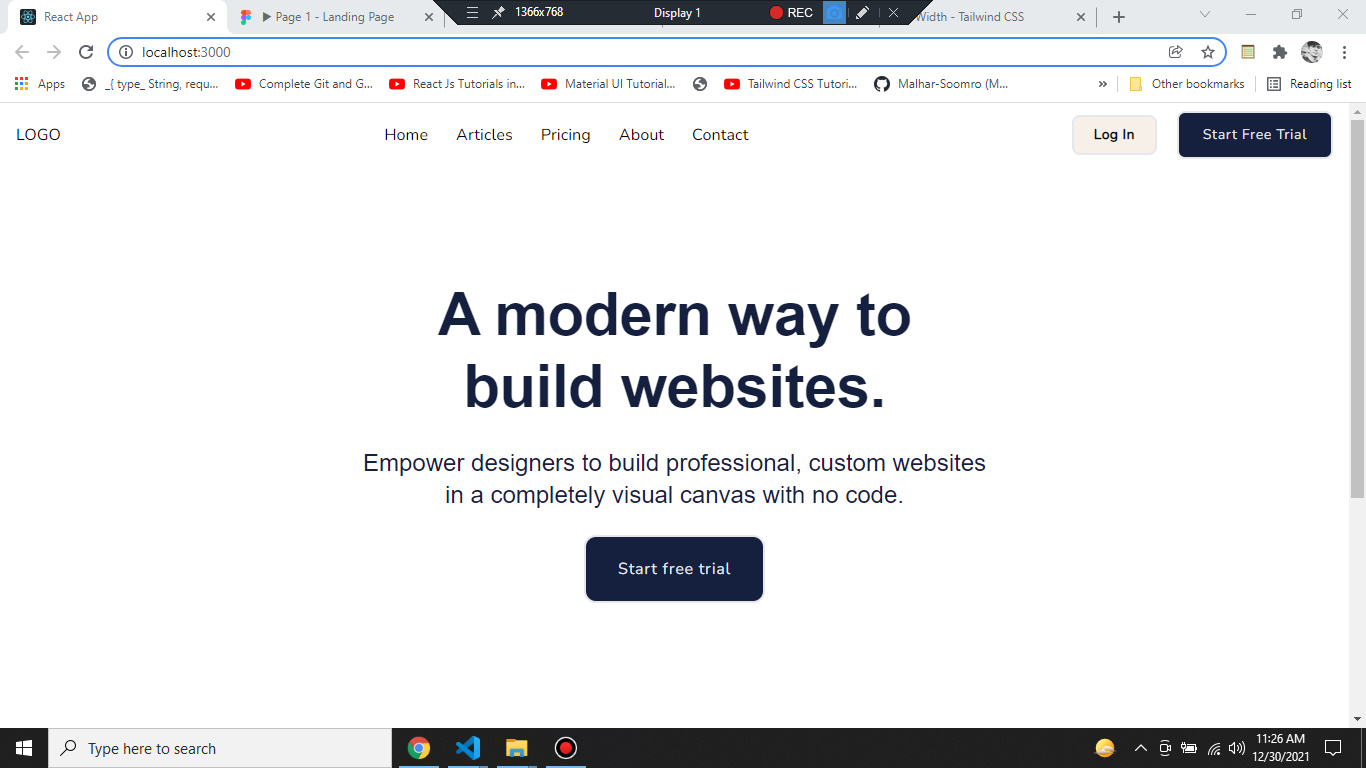 React App
▶ Page 1 - Landing Page
1366x768
Display 1
REC
Width - Tailwind CSS
localhost:3000
Apps
_{ type_ String, requ...
Complete Git and G...
React Js Tutorials in...
Material UI Tutorial...
Tailwind CSS Tutori...
Malhar-Soomro (M...
»
Other bookmarks
Reading list
LOGO
Home
Articles
Pricing
About
Contact
Log In
Start Free Trial
A modern way to
build websites.
Empower designers to build professional, custom websites
in a completely visual canvas with no code.
Start free trial
Type here to search
11:26 AM
12/30/2021